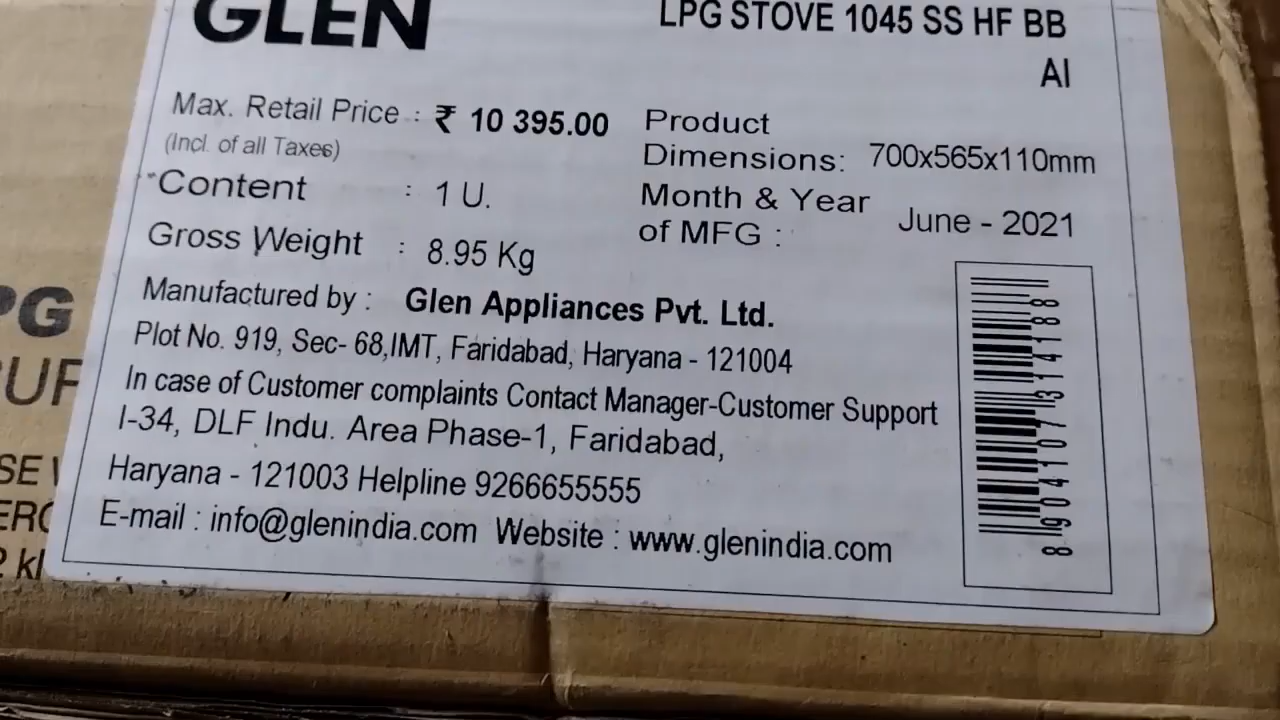 GLEN
LPG STOVE 1045 SS HF BB
AI
Max. Retail Price : ₹ 10 395.00
(Incl. of all Taxes)
Content : 1 U.
Gross Weight : 8.95 Kg
Product
Dimensions: 700x565x110mm
Month & Year
of MFG : June - 2021
Manufactured by : Glen Appliances Pvt. Ltd.
Plot No. 919, Sec- 68,IMT, Faridabad, Haryana - 121004
In case of Customer complaints Contact Manager-Customer Support
I-34, DLF Indu. Area Phase-1, Faridabad,
Haryana - 121003 Helpline 9266655555
E-mail : info@glenindia.com Website : www.glenindia.com
8904107314188